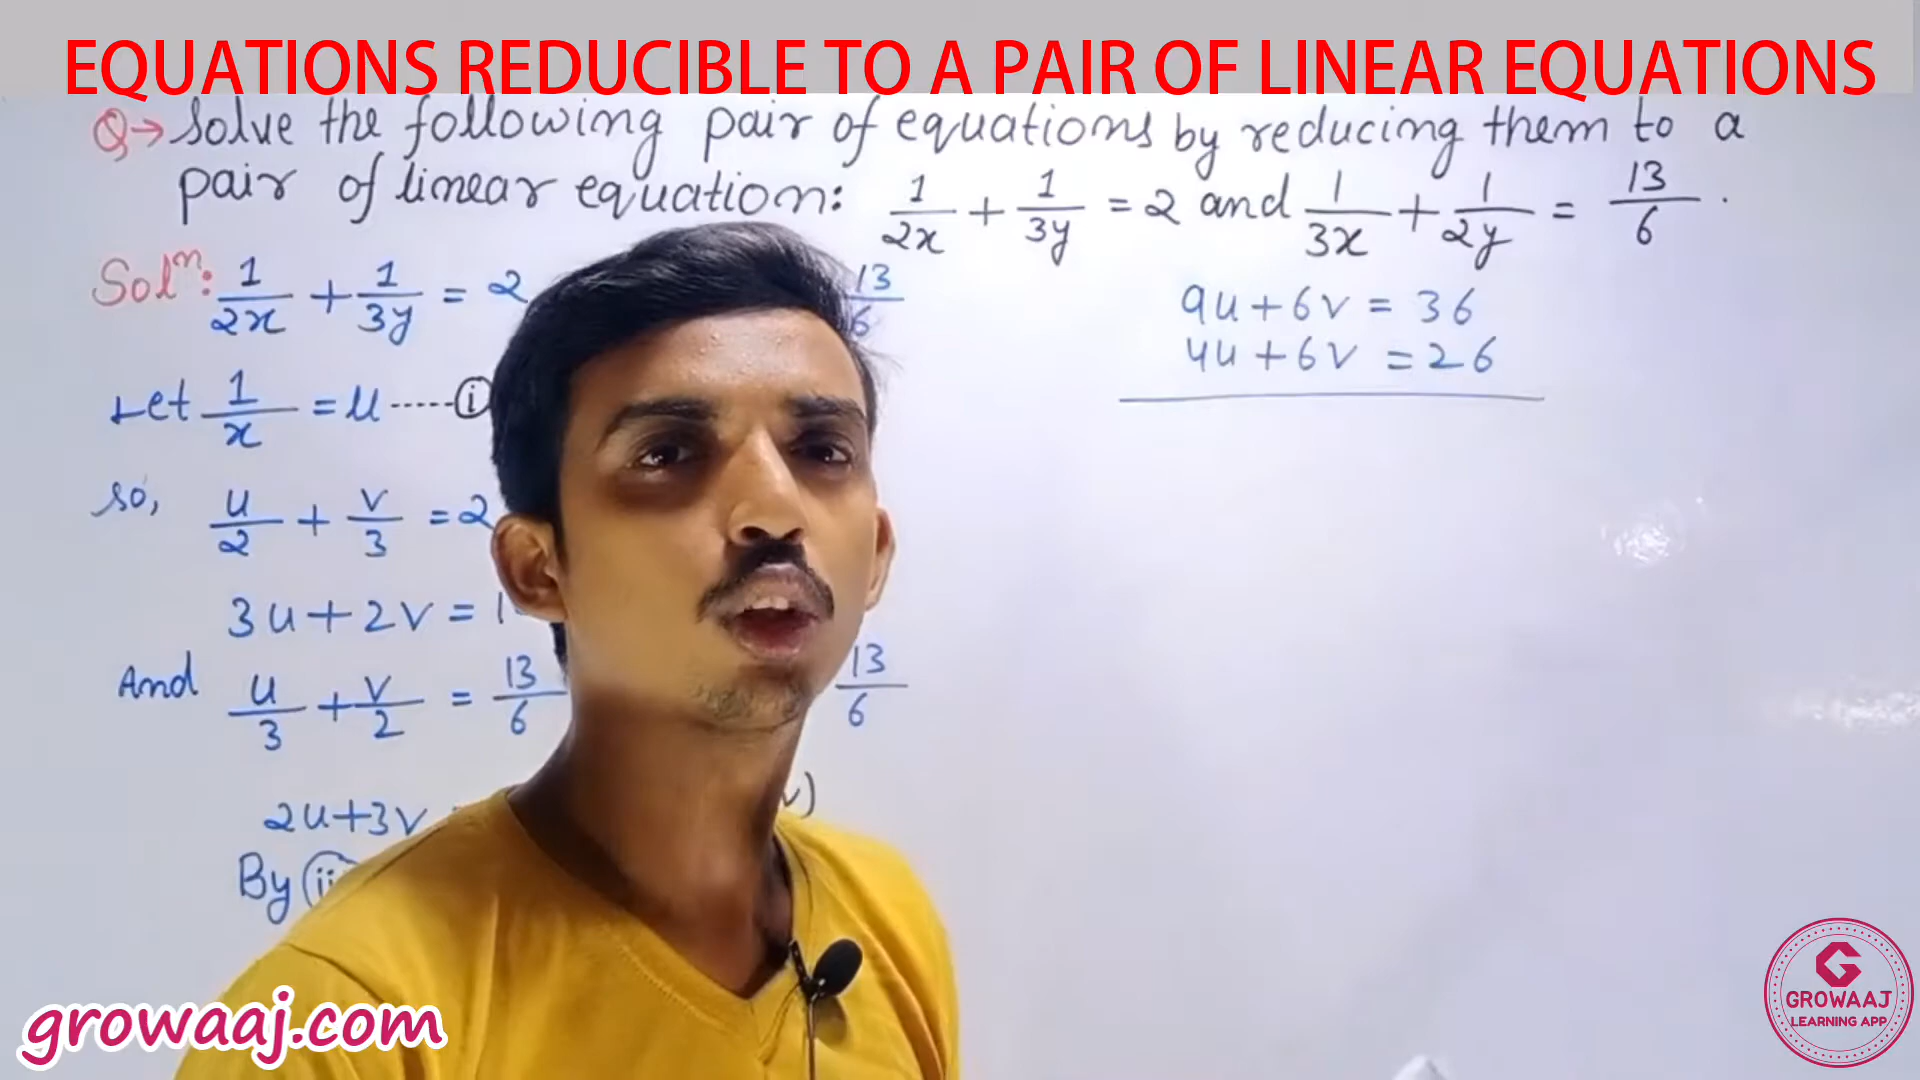 EQUATIONS REDUCIBLE TO A PAIR OF LINEAR EQUATIONS
Q→ Solve the following pair of equations by reducing them to a
pair of linear equation: 1/2x + 1/3y = 2 and 1/3x + 1/2y = 13/6 .
Solⁿ: 1/2x + 1/3y = 2 13/6
Let 1/x = u -----(i)
so, u/2 + v/3 = 2
3u + 2v = 1
And u/3 + v/2 = 13/6 13/6
2u+3v
By
9u + 6v = 36
4u + 6v = 26
growaaj.com
G
GROWAAJ
LEARNING APP